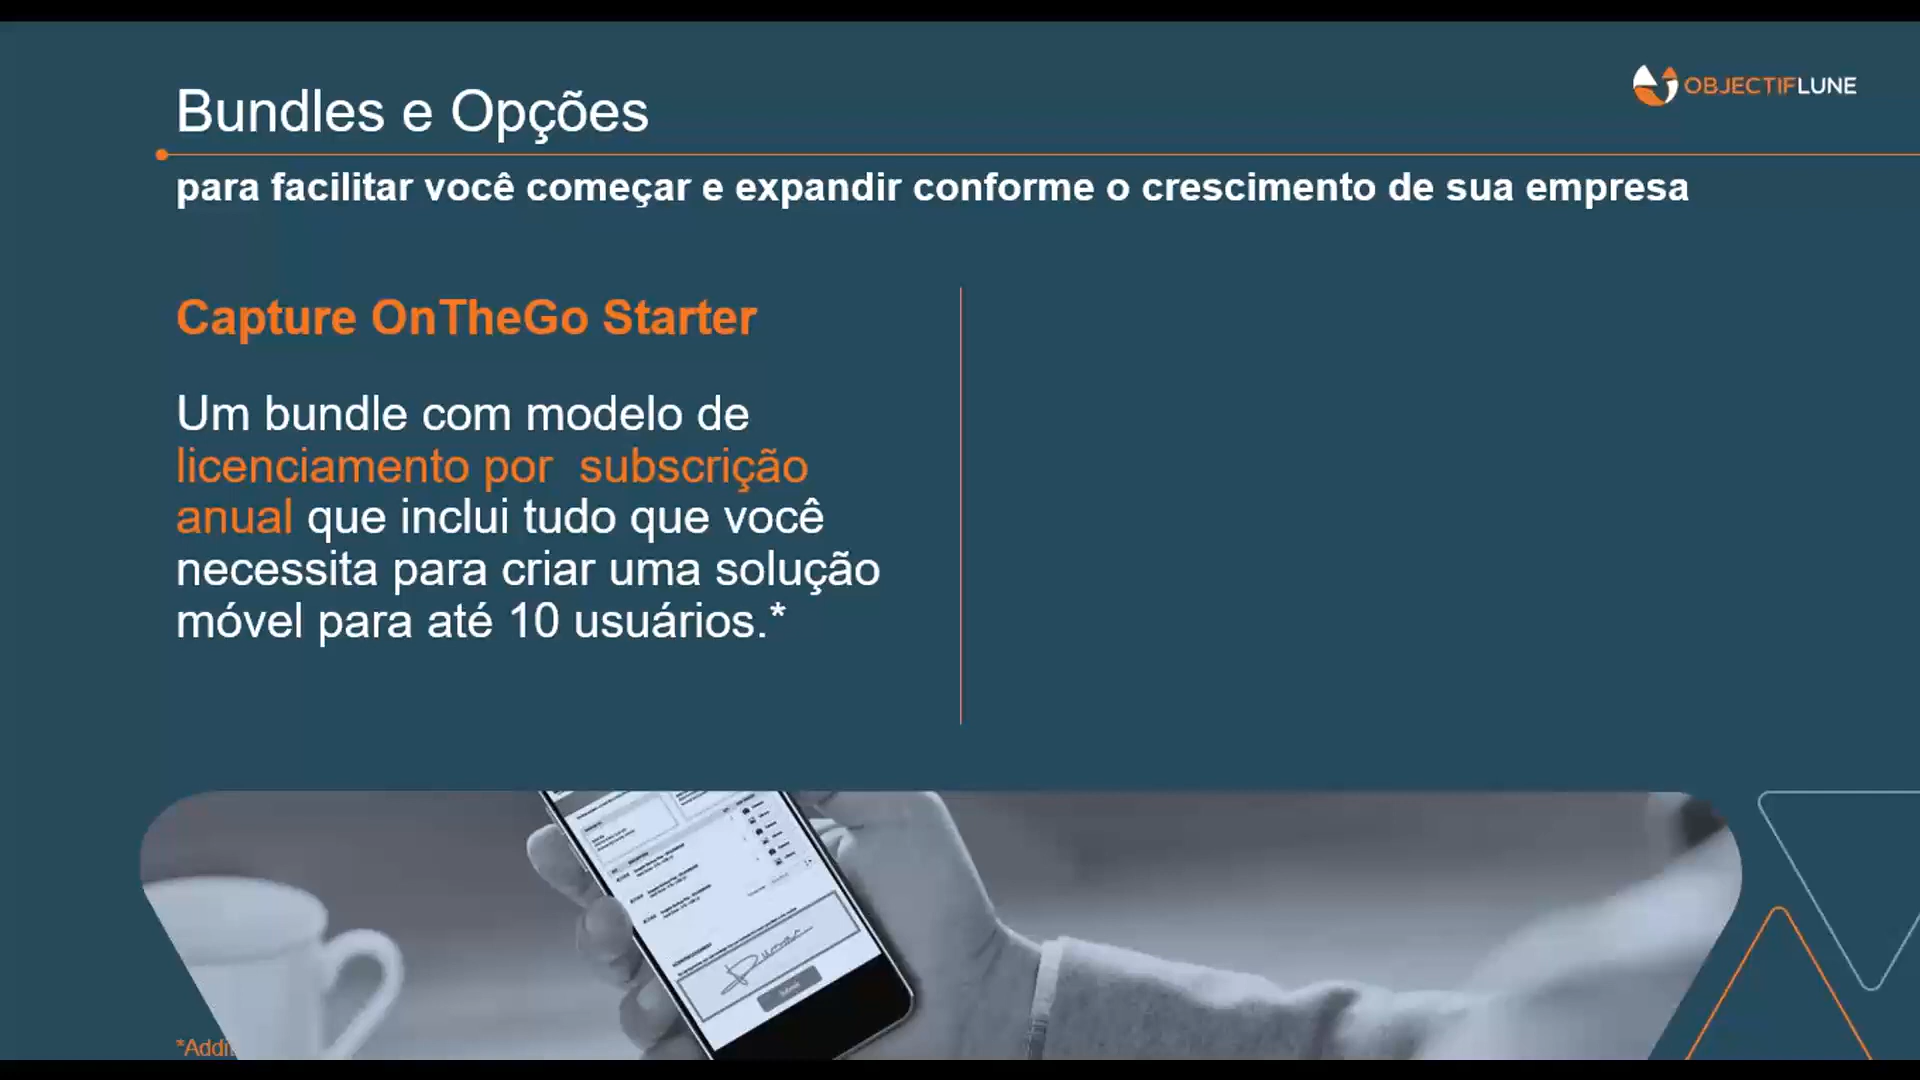 Bundles e Opções
OBJECTIFLUNE
para facilitar você começar e expandir conforme o crescimento de sua empresa
Capture OnTheGo Starter
Um bundle com modelo de
licenciamento por subscrição
anual que inclui tudo que você
necessita para criar uma solução
móvel para até 10 usuários.*